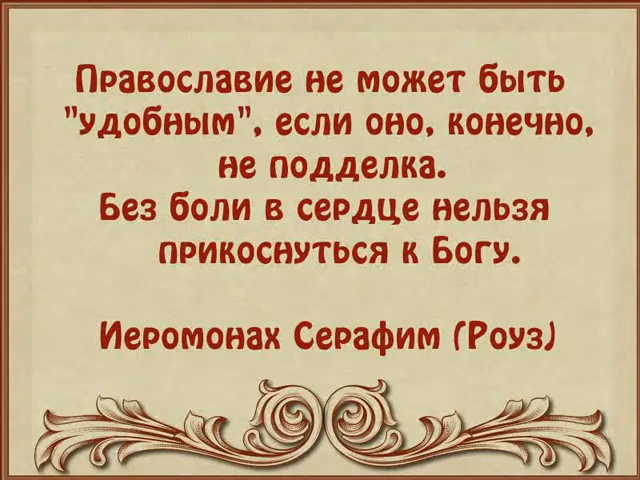 Православие не может быть
"удобным", если оно, конечно,
не подделка.
Без боли в сердце нельзя
прикоснуться к Богу.
Иеромонах Серафим (Роуз)